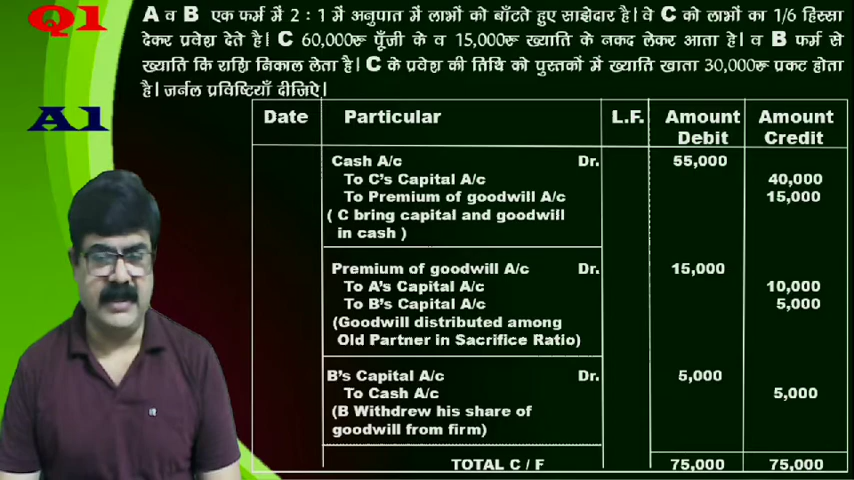 Q1
A व B एक फर्म में 2 : 1 में अनुपात में लाभों को बाँटते हुए साझेदार है। वे C को लाभों का 1/6 हिस्सा
देकर प्रवेश देते है। C 60,000रू पूँजी के व 15,000रू ख्याति के नकद लेकर आता है। व B फर्म से
ख्याति कि राशि निकाल लेता है। C के प्रवेश की तिथि को पुस्तकों में ख्याति खाता 30,000रू प्रकट होता
है। जर्नल प्रविष्टियाँ दीजिऐ।
A1
Date Particular L.F. Amount Debit Amount Credit
Cash A/c Dr. 55,000
To C's Capital A/c 40,000
To Premium of goodwill A/c 15,000
( C bring capital and goodwill
in cash )
Premium of goodwill A/c Dr. 15,000
To A's Capital A/c 10,000
To B's Capital A/c 5,000
(Goodwill distributed among
Old Partner in Sacrifice Ratio)
B's Capital A/c Dr. 5,000
To Cash A/c 5,000
(B Withdrew his share of
goodwill from firm)
TOTAL C / F 75,000 75,000